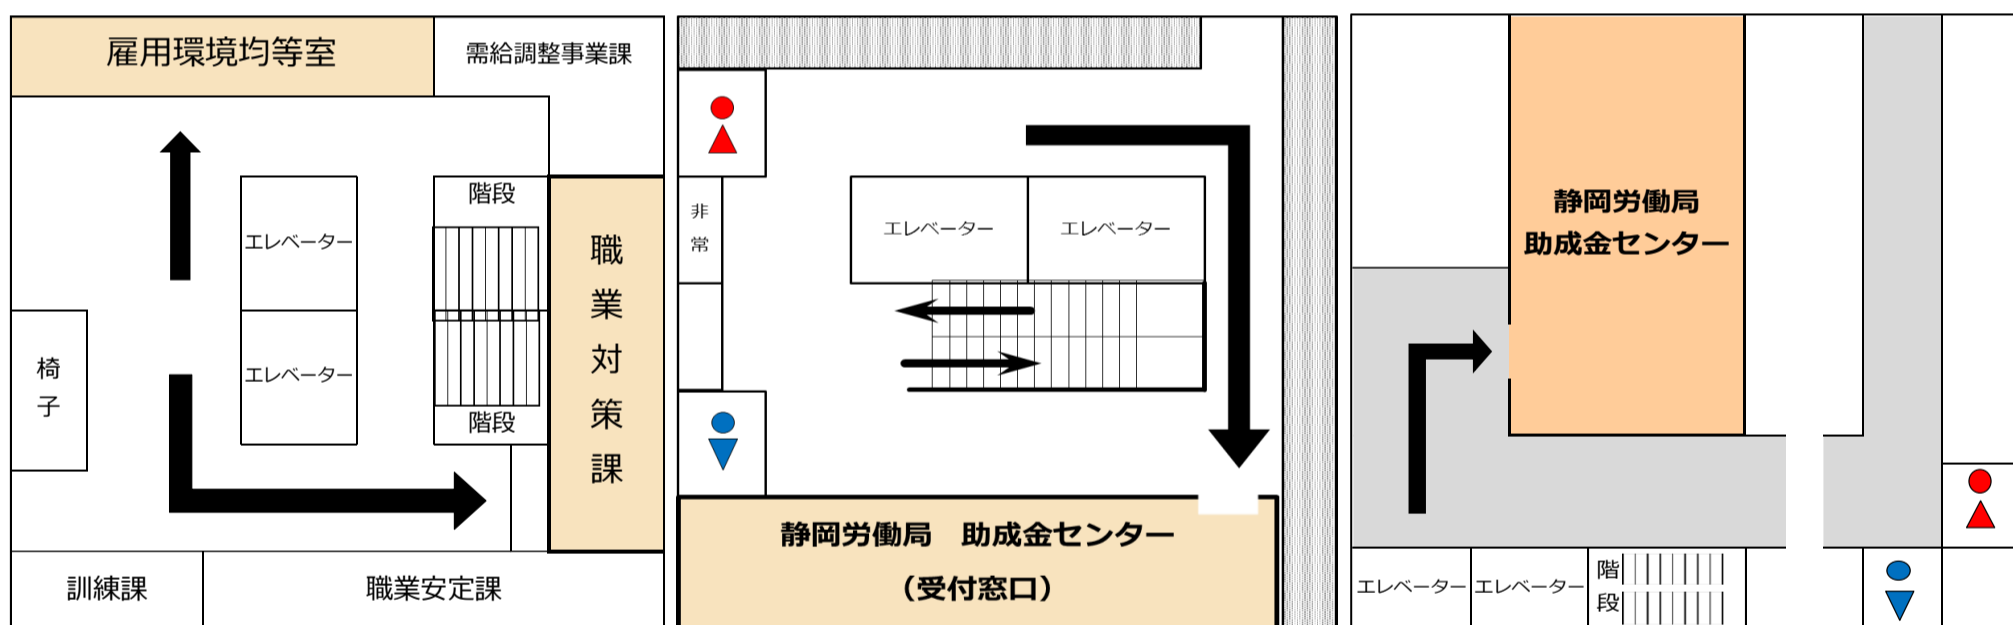 雇用環境均等室
需給調整事業課
階段
エレベーター
職業対策課
エレベーター
椅子
階段
訓練課
職業安定課
非常
エレベーター
エレベーター
静岡労働局　助成金センター
（受付窓口）
静岡労働局
助成金センター
エレベーター
エレベーター
階段